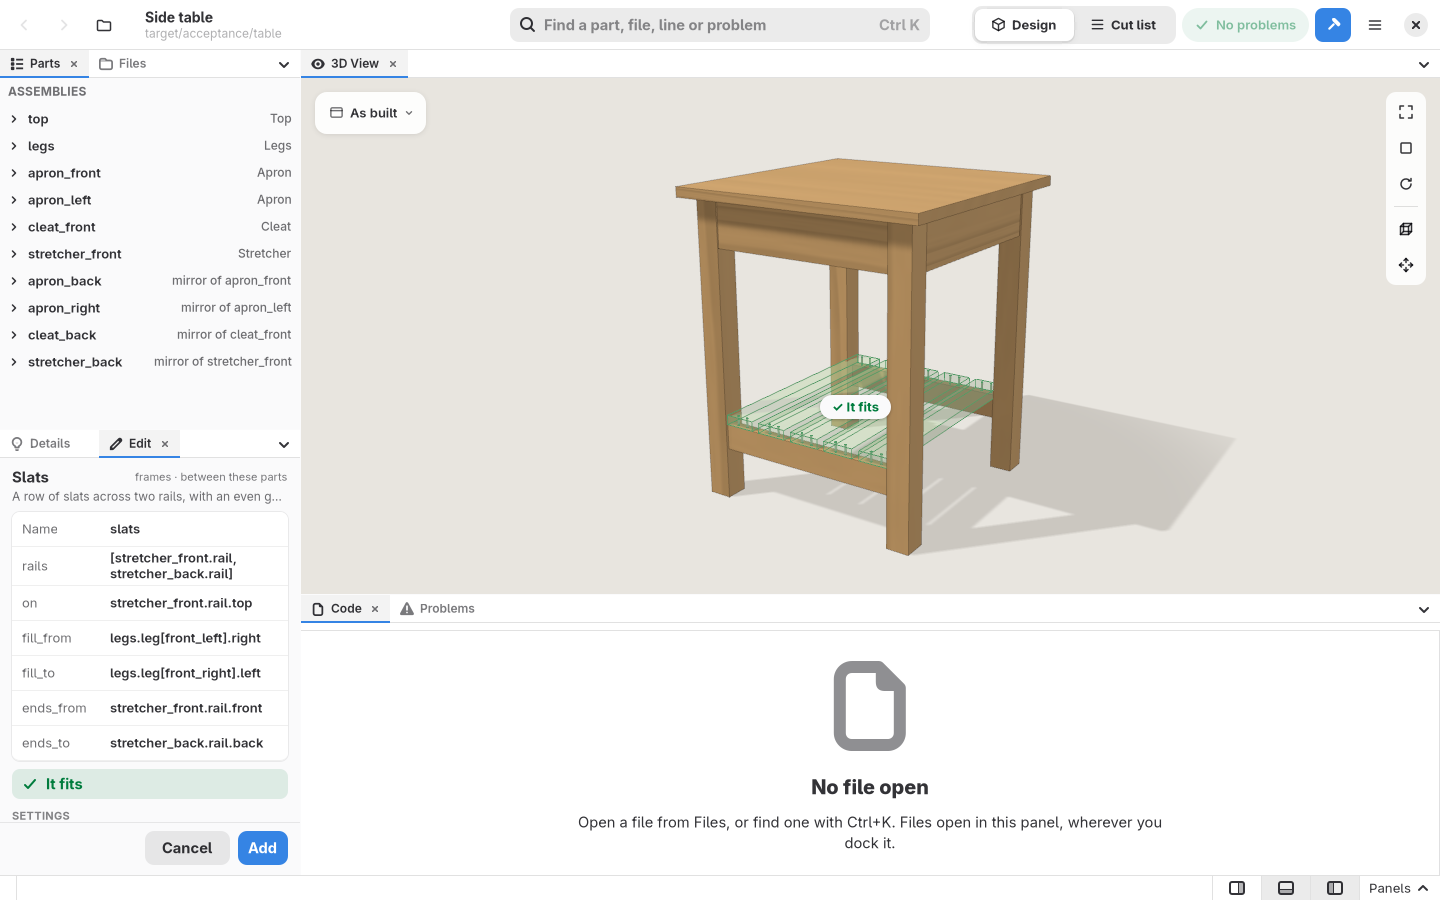 Side table
target/acceptance/table
Find a part, file, line or problem
Ctrl K
Design
Cut list
No problems
Parts
Files
3D View
ASSEMBLIES
top Top
legs Legs
apron_front Apron
apron_left Apron
cleat_front Cleat
stretcher_front Stretcher
apron_back mirror of apron_front
apron_right mirror of apron_left
cleat_back mirror of cleat_front
stretcher_back mirror of stretcher_front
As built
It fits
Details
Edit
Slats frames · between these parts
A row of slats across two rails, with an even g...
Name slats
rails [stretcher_front.rail,
stretcher_back.rail]
on stretcher_front.rail.top
fill_from legs.leg[front_left].right
fill_to legs.leg[front_right].left
ends_from stretcher_front.rail.front
ends_to stretcher_back.rail.back
It fits
SETTINGS
Cancel
Add
Code
Problems
No file open
Open a file from Files, or find one with Ctrl+K. Files open in this panel, wherever you
dock it.
Panels